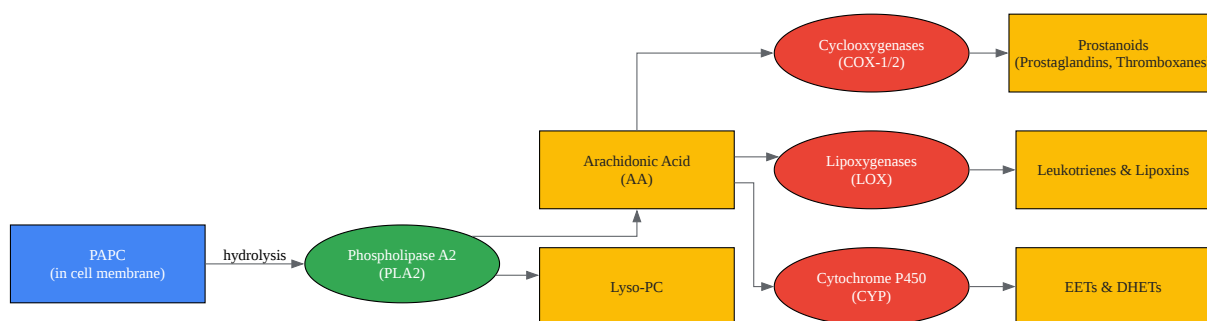 PAPC
(in cell membrane)
hydrolysis
Phospholipase A2
(PLA2)
Arachidonic Acid
(AA)
Lyso-PC
Cyclooxygenases
(COX-1/2)
Lipoxygenases
(LOX)
Cytochrome P450
(CYP)
Prostanoids
(Prostaglandins, Thromboxanes
Leukotrienes & Lipoxins
EETs & DHETs